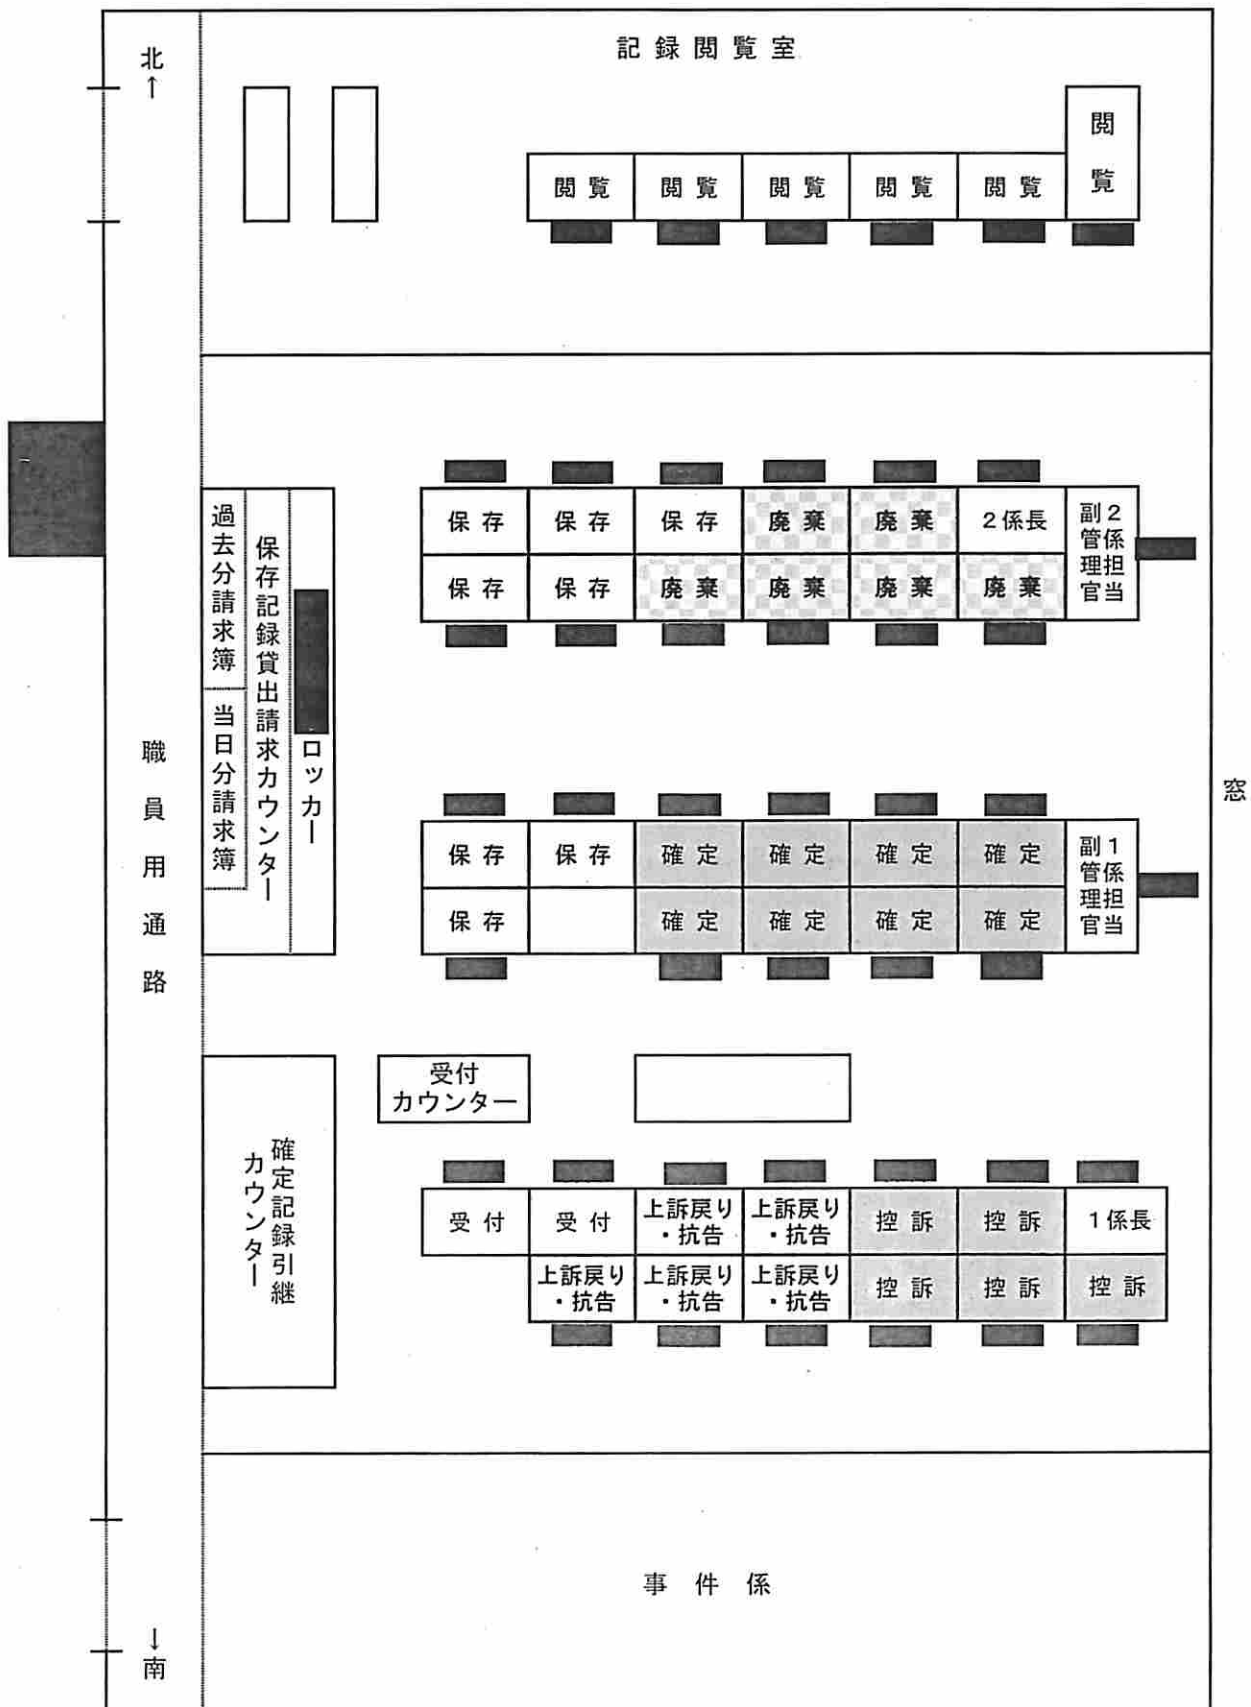 記録閲覧室
北
↑
閲覧
閲覧 閲覧 閲覧 閲覧 閲覧
保存 保存 保存 廃棄 廃棄 2係長
保存 保存 廃棄 廃棄 廃棄 廃棄
2係担当
副管理官
過去分請求簿
当日分請求簿
保存記録貸出請求カウンター
ロッカー
職員用通路
窓
保存 保存 確定 確定 確定 確定
保存 確定 確定 確定 確定
1係担当
副管理官
受付
カウンター
確定記録引継
カウンター
受付 受付 上訴戻り・抗告 上訴戻り・抗告 控訴 控訴 1係長
上訴戻り・抗告 上訴戻り・抗告 上訴戻り・抗告 控訴 控訴 控訴
事件係
↓
南